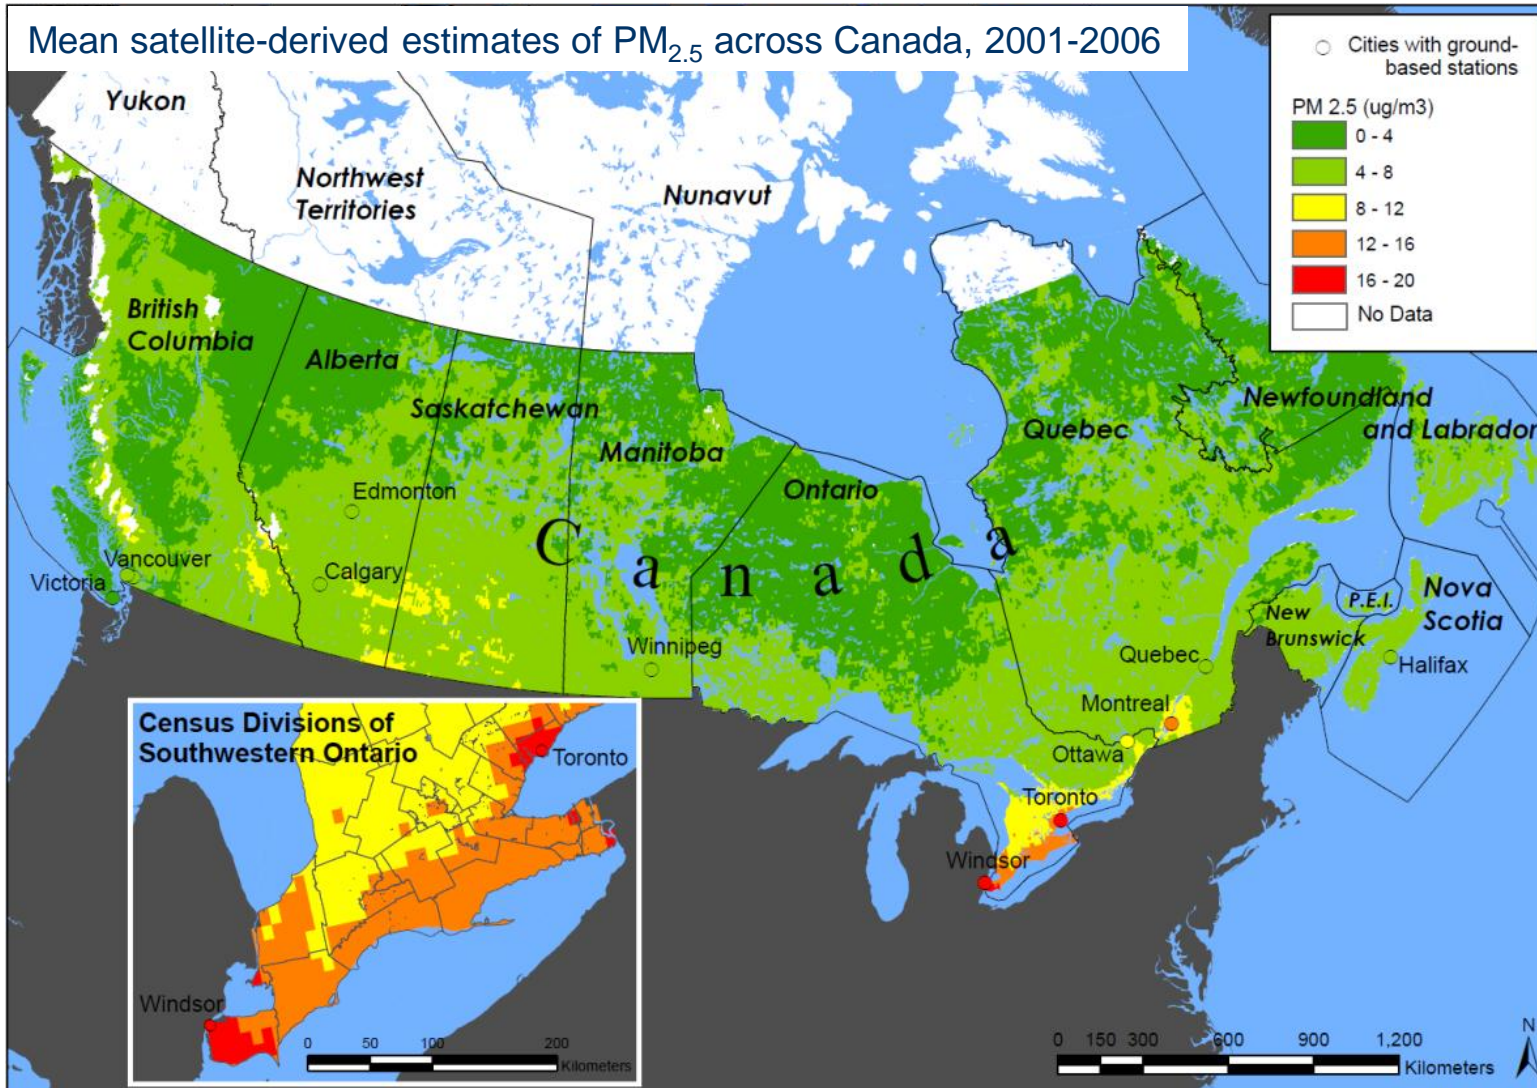 Mean satellite-derived estimates of PM2.5 across Canada, 2001-2006
Cities with ground-
based stations
PM 2.5 (ug/m3)
0 - 4
4 - 8
8 - 12
12 - 16
16 - 20
No Data
Yukon
Northwest
Territories
Nunavut
British
Columbia
Alberta
Saskatchewan
Manitoba
Ontario
Quebec
Newfoundland
and Labrador
Edmonton
Canada
Vancouver
Victoria
Calgary
Winnipeg
New
Brunswick
P.E.I.
Nova
Scotia
Halifax
Quebec
Montreal
Ottawa
Toronto
Windsor
Census Divisions of
Southwestern Ontario
Toronto
Windsor
0 50 100 200
Kilometers
0 150 300 600 900 1,200
Kilometers
N